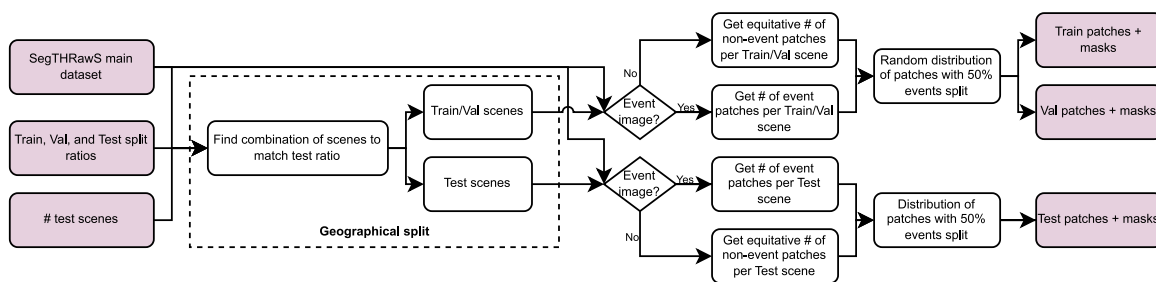 SegTHRawS main
dataset
Train, Val, and Test split
ratios
# test scenes
Find combination of scenes to
match test ratio
Train/Val scenes
Test scenes
Geographical split
Event
image?
No
Yes
Event
image?
Yes
No
Get equitative # of
non-event patches
per Train/Val scene
Get # of event
patches per Train/Val
scene
Get # of event
patches per Test
scene
Get equitative # of
non-event patches
per Test scene
Random distribution
of patches with 50%
events split
Distribution of
patches with 50%
events split
Train patches +
masks
Val patches + masks
Test patches + masks